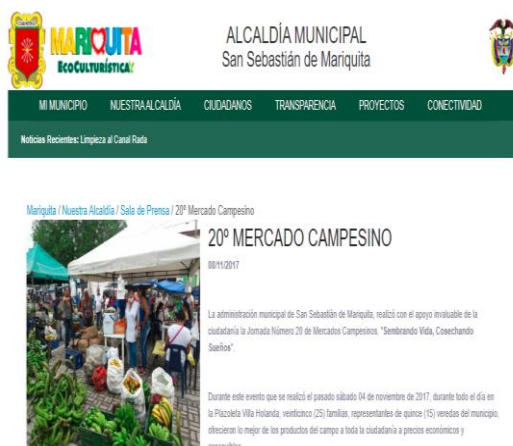 MARIQUITA
ECOCULTURÍSTICA
ALCALDÍA MUNICIPAL
San Sebastián de Mariquita
MI MUNICIPIO NUESTRA ALCALDÍA CIUDADANOS TRANSPARENCIA PROYECTOS CONECTIVIDAD
Noticias Recientes: Limpieza al Canal Rada
Mariquita / Nuestra Alcaldía / Sala de Prensa / 20º Mercado Campesino
20º MERCADO CAMPESINO
08/11/2017
La administración municipal de San Sebastián de Mariquita, realizó con el apoyo invaluable de la
ciudadanía la Jornada Número 20 de Mercados Campesinos, "Sembrando Vida, Cosechando
Sueños".
Durante este evento que se realizó el pasado sábado 04 de noviembre de 2017, durante todo el día en
la Plazoleta Villa Holanda, veinticinco (25) familias, representantes de quince (15) veredas del municipio,
ofrecieron lo mejor de los productos del campo a toda la ciudadanía a precios económicos y